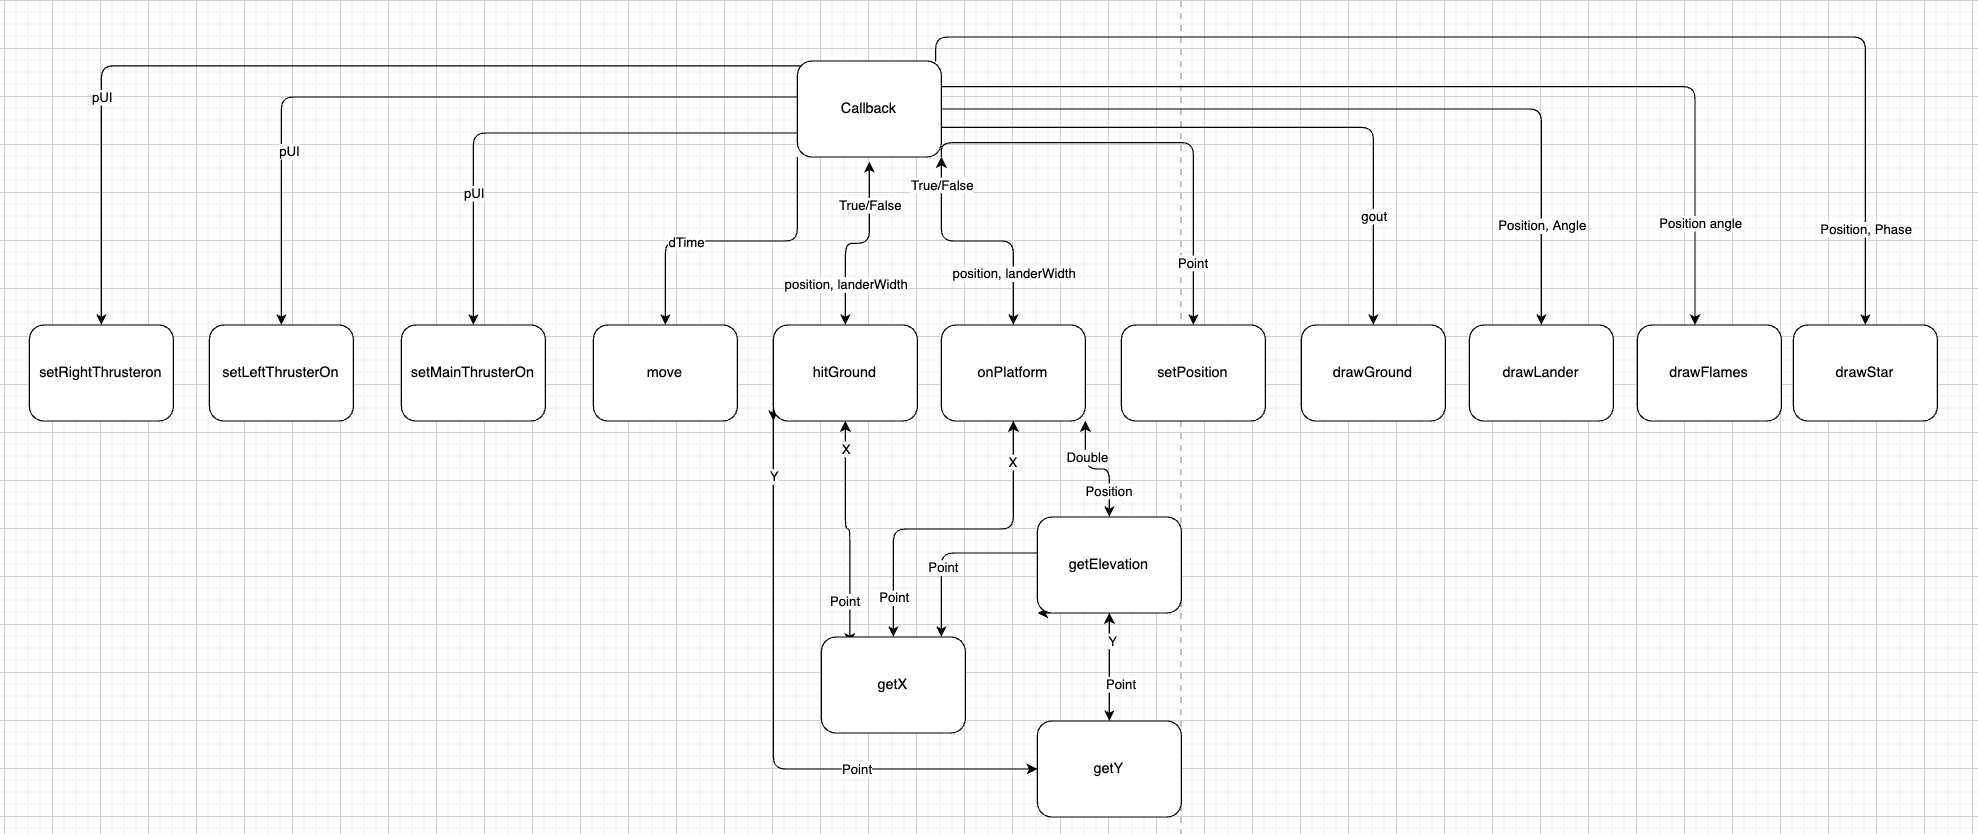 Callback
pUI
pUI
pUI
True/False
True/False
dTime
position, landerWidth
position, landerWidth
Point
gout
Position, Angle
Position angle
Position, Phase
setRightThrusteron
setLeftThrusterOn
setMainThrusterOn
move
hitGround
onPlatform
setPosition
drawGround
drawLander
drawFlames
drawStar
Y
X
X
Double
Position
getElevation
Point
Point
Point
Y
Point
getX
Point
getY